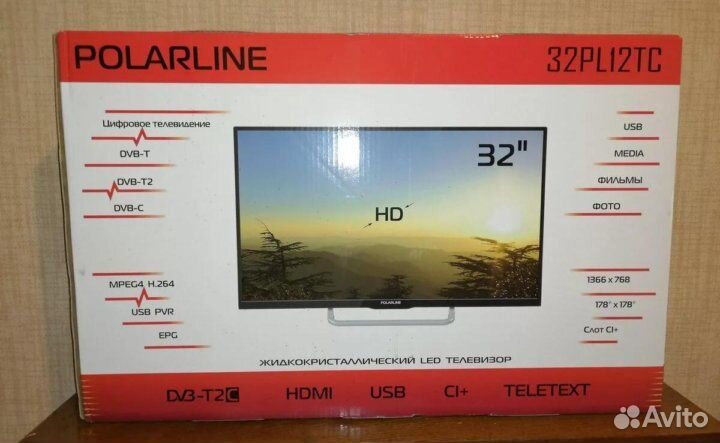 POLARLINE
32PL12TC
Цифровое телевидение
DVB-T
DVB-T2
DVB-C
MPEG4 H.264
USB PVR
EPG
32"
HD
POLARLINE
USB
MEDIA
ФИЛЬМЫ
ФОТО
1366 x 768
178° x 178°
Слот CI+
ЖИДКОКРИСТАЛЛИЧЕСКИЙ LED ТЕЛЕВИЗОР
DVB-T2C HDMI USB CI+ TELETEXT
Avito